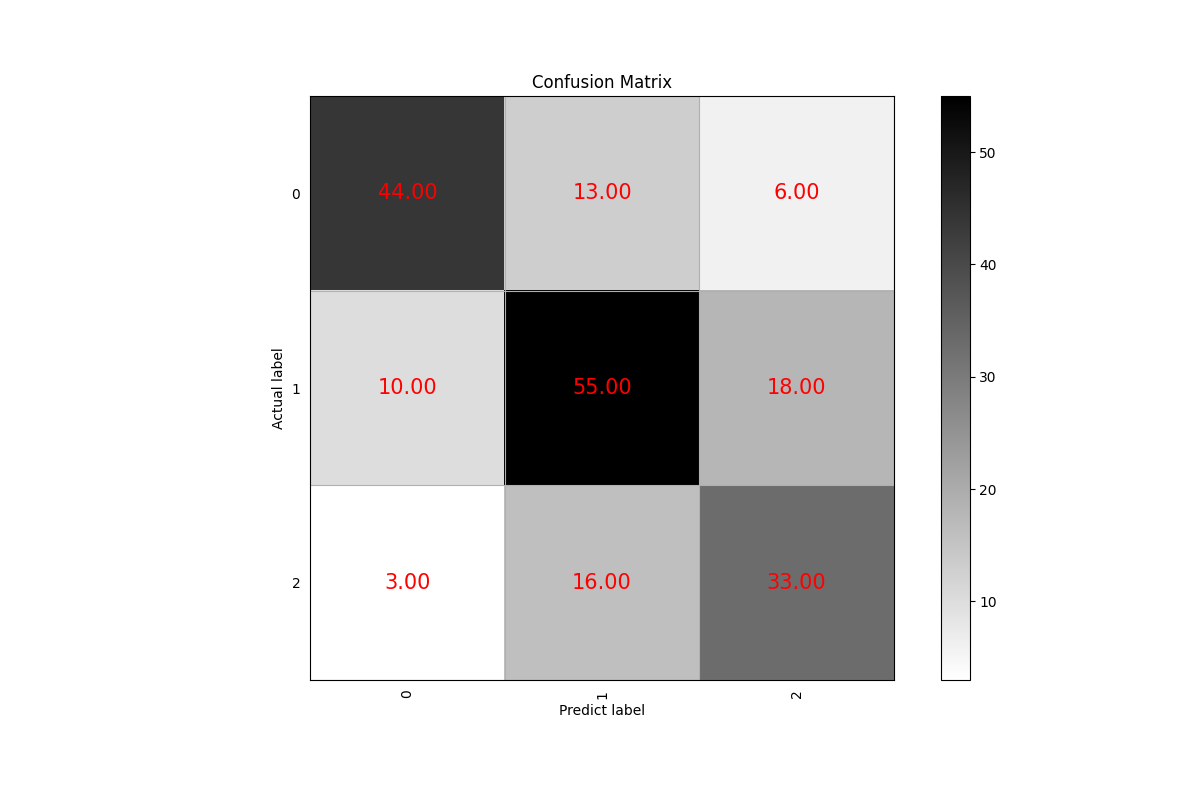 Confusion Matrix
0 44.00 13.00 6.00
Actual label
1 10.00 55.00 18.00
2 3.00 16.00 33.00
0 1 2
Predict label
50
40
30
20
10